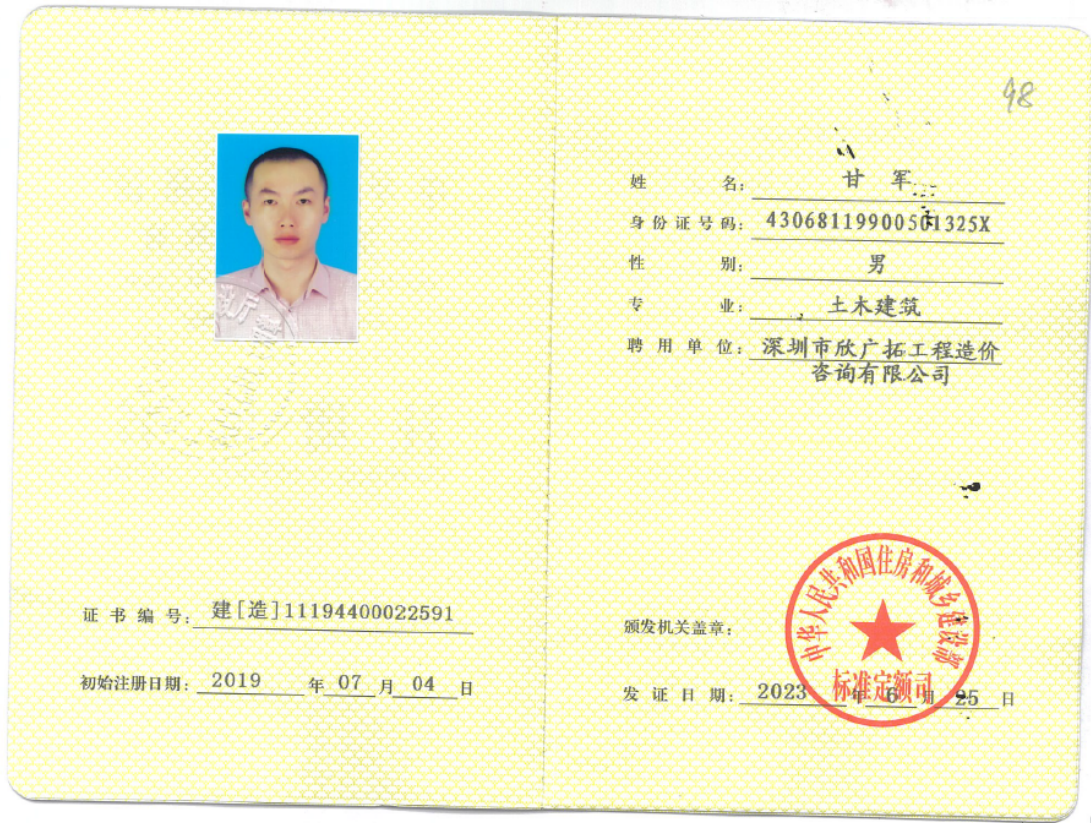 证书编号：建[造]11194400022591
初始注册日期：2019年07月04日
98
姓名：甘军
身份证号码：43068119900501325X
性别：男
专业：土木建筑
聘用单位：深圳市欣广拓工程造价
咨询有限公司
颁发机关盖章：
中华人民共和国住房和城乡建设部
标准定额司
发证日期：2023年6月25日